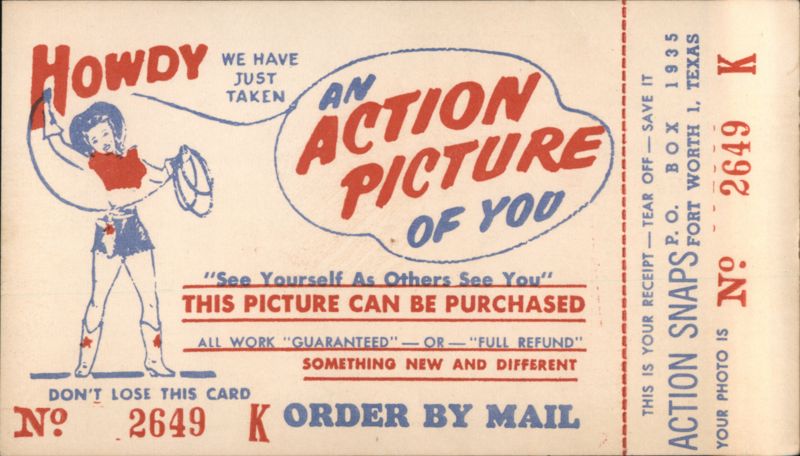 HOWDY
WE HAVE
JUST
TAKEN
AN
ACTION
PICTURE
OF YOU
"See Yourself As Others See You"
THIS PICTURE CAN BE PURCHASED
ALL WORK "GUARANTEED" — OR — "FULL REFUND"
SOMETHING NEW AND DIFFERENT
DON'T LOSE THIS CARD
No 2649 K ORDER BY MAIL
THIS IS YOUR RECEIPT — TEAR OFF — SAVE IT
ACTION SNAPS
P.O. BOX 1935
FORT WORTH 1, TEXAS
YOUR PHOTO IS No 2649 K